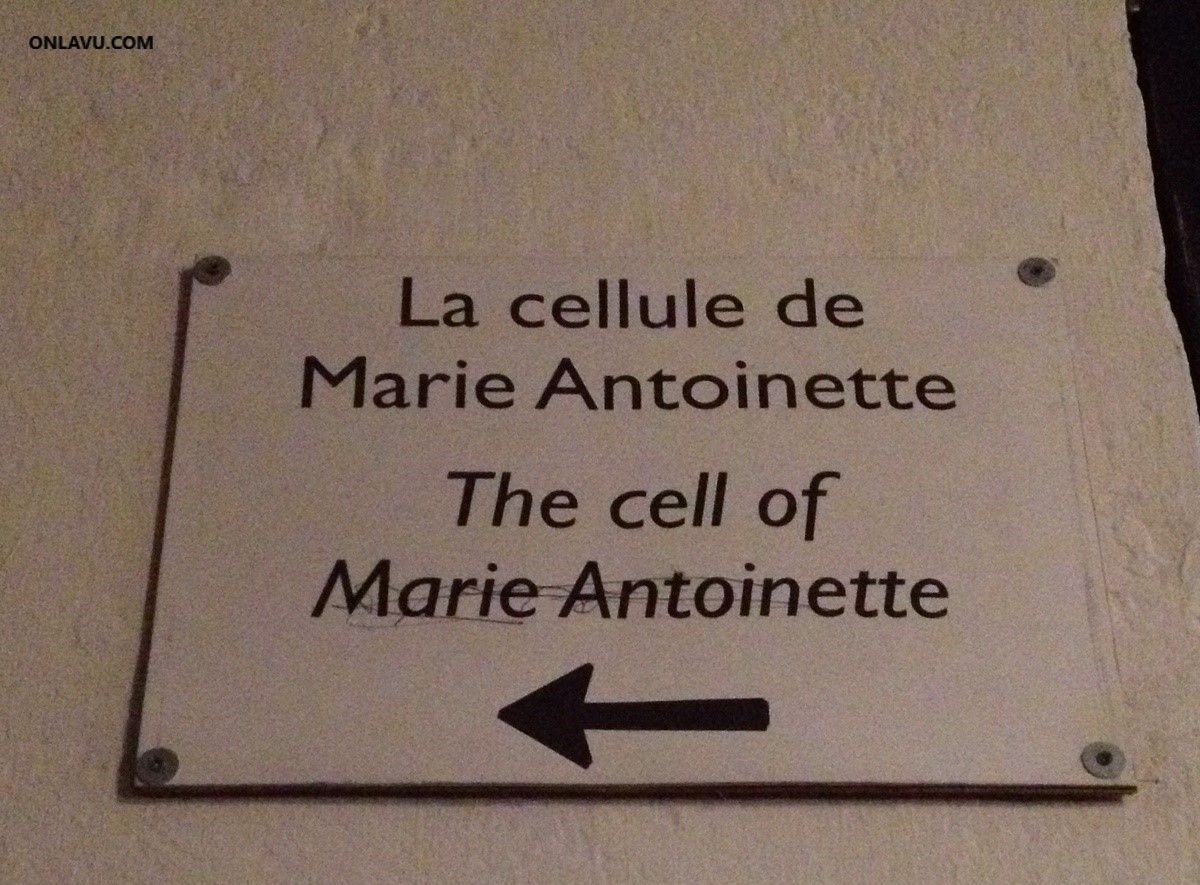 ONLAVU.COM
La cellule de
Marie Antoinette
The cell of
Marie Antoinette